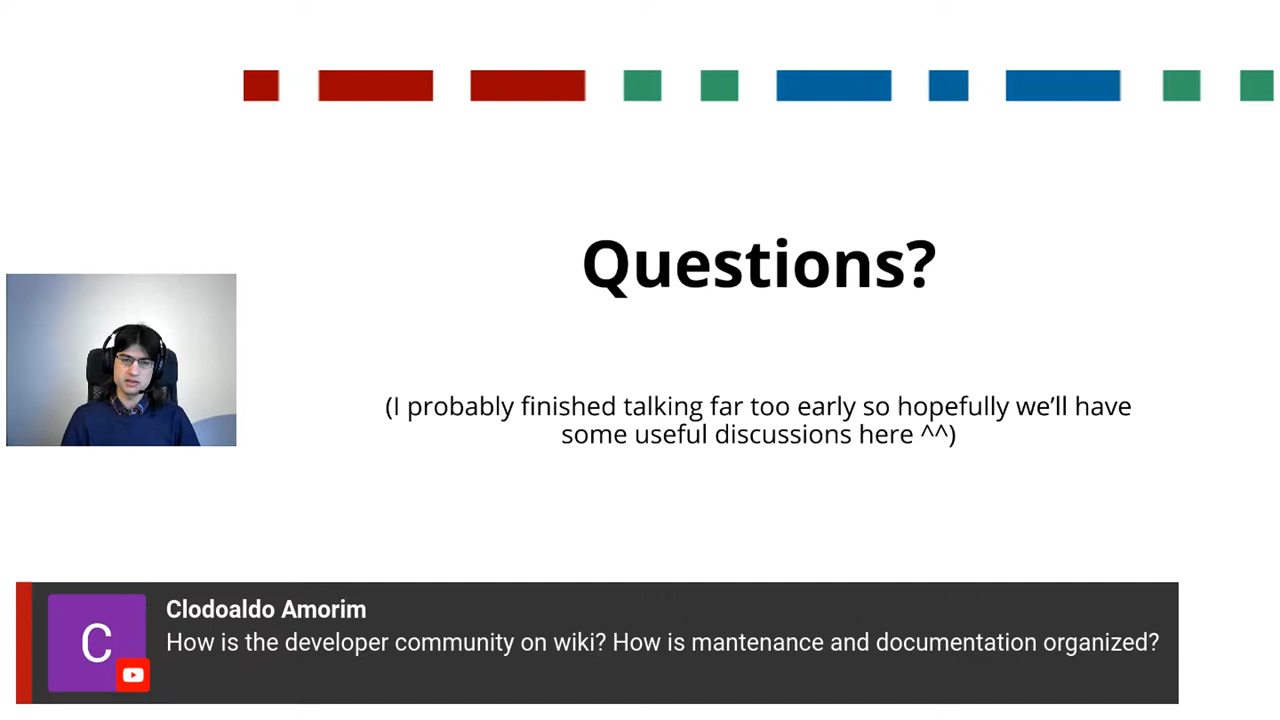 Questions?
(I probably finished talking far too early so hopefully we’ll have
some useful discussions here ^^)
C
Clodoaldo Amorim
How is the developer community on wiki? How is mantenance and documentation organized?